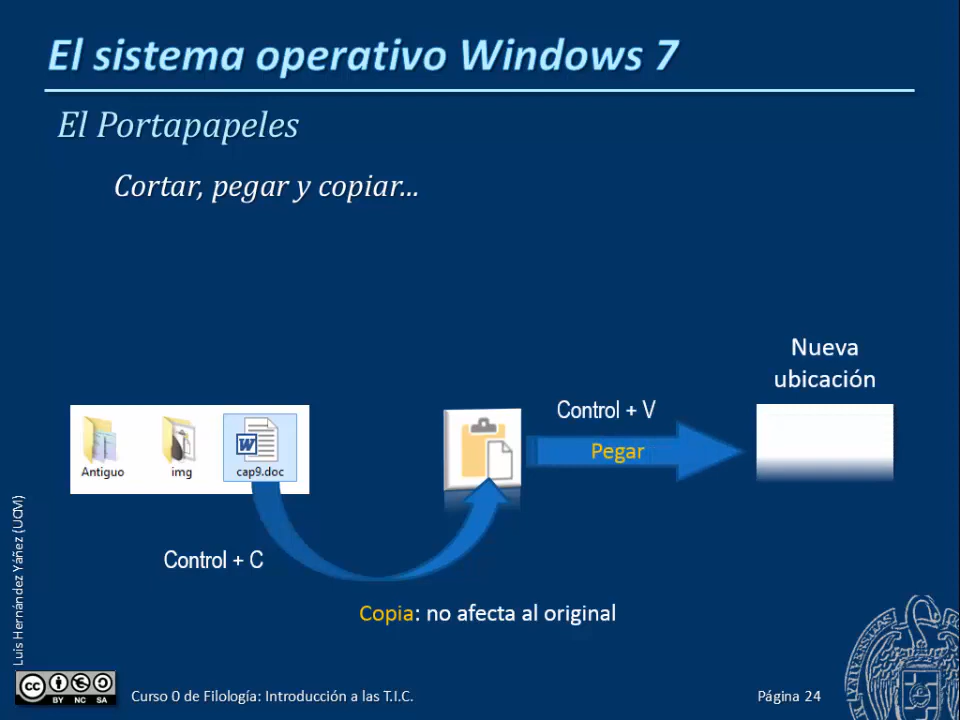 El sistema operativo Windows 7
El Portapapeles
Cortar, pegar y copiar...
Nueva
ubicación
Control + V
Pegar
Antiguo
img
cap9.doc
Control + C
Copia: no afecta al original
Luis Hernández Yáñez (UCM)
cc
BY NC SA
Curso 0 de Filología: Introducción a las T.I.C.
Página 24